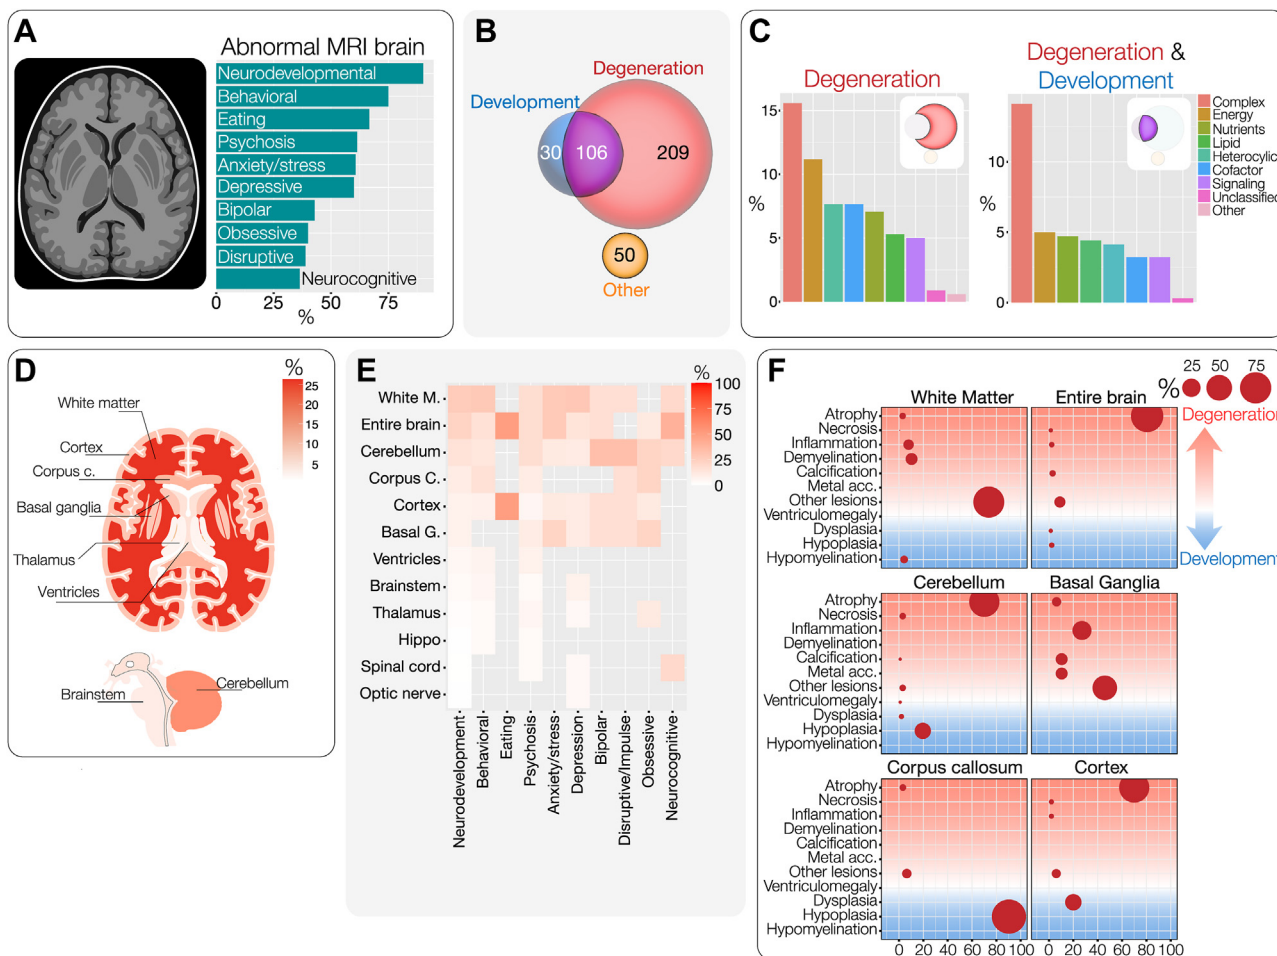 A
Abnormal MRI brain
Neurodevelopmental
Behavioral
Eating
Psychosis
Anxiety/stress
Depressive
Bipolar
Obsessive
Disruptive
Neurocognitive
0 25 50 75
%
B
Degeneration
Development
30 106 209
50
Other
C
Degeneration
15
10
%
5
0
Degeneration &
Development
10
%
5
0
Complex
Energy
Nutrients
Lipid
Heterocylic
Cofactor
Signaling
Unclassified
Other
D
%
25
20
15
10
5
White matter
Cortex
Corpus c.
Basal ganglia
Thalamus
Ventricles
Brainstem
Cerebellum
E
%
100
75
50
25
0
White M.
Entire brain
Cerebellum
Corpus C.
Cortex
Basal G.
Ventricles
Brainstem
Thalamus
Hippo
Spinal cord
Optic nerve
Neurodevelopment
Behavioral
Eating
Psychosis
Anxiety/stress
Depression
Bipolar
Disruptive/Impulse
Obsessive
Neurocognitive
F
25 50 75
%
Degeneration
Development
White Matter Entire brain
Atrophy
Necrosis
Inflammation
Demyelination
Calcification
Metal acc.
Other lesions
Ventriculomegaly
Dysplasia
Hypoplasia
Hypomyelination
Cerebellum Basal Ganglia
Atrophy
Necrosis
Inflammation
Demyelination
Calcification
Metal acc.
Other lesions
Ventriculomegaly
Dysplasia
Hypoplasia
Hypomyelination
Corpus callosum Cortex
Atrophy
Necrosis
Inflammation
Demyelination
Calcification
Metal acc.
Other lesions
Ventriculomegaly
Dysplasia
Hypoplasia
Hypomyelination
0 20 40 60 80 100 0 20 40 60 80 100